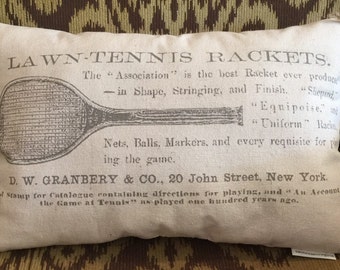 LAWN-TENNIS RACKETS.
The "Association" is the best Racket ever
—in Shape, Stringing, and Finish.
"Equipoise,"
"Uniform"
Nets, Balls, Markers, and every requisite for
ing the game.
D. W. GRANBERY & CO., 20 John Street, New York.
stamp for Catalogue containing directions for playing, and "An Account
the Game at Tennis" as played one hundred years ago.